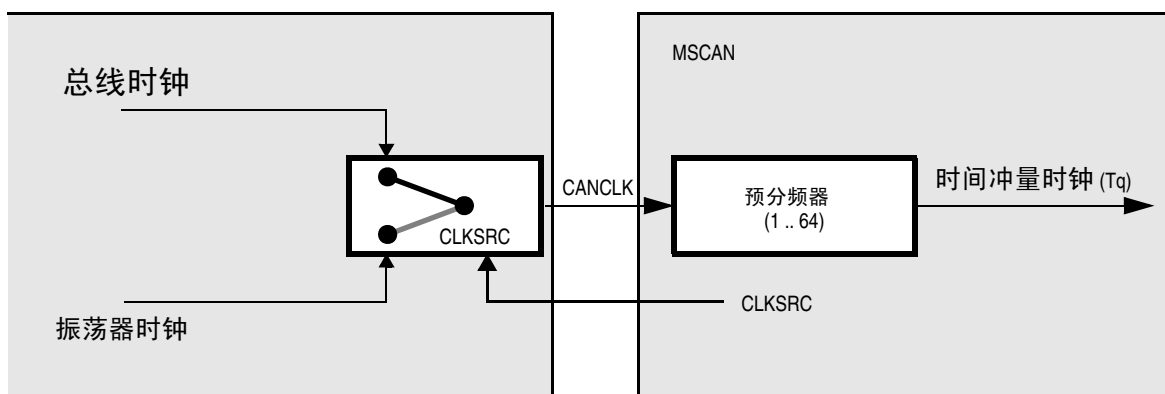 MSCAN
总线时钟
CANCLK
预分频器
(1 .. 64)
时间冲量时钟 (Tq)
CLKSRC
CLKSRC
振荡器时钟